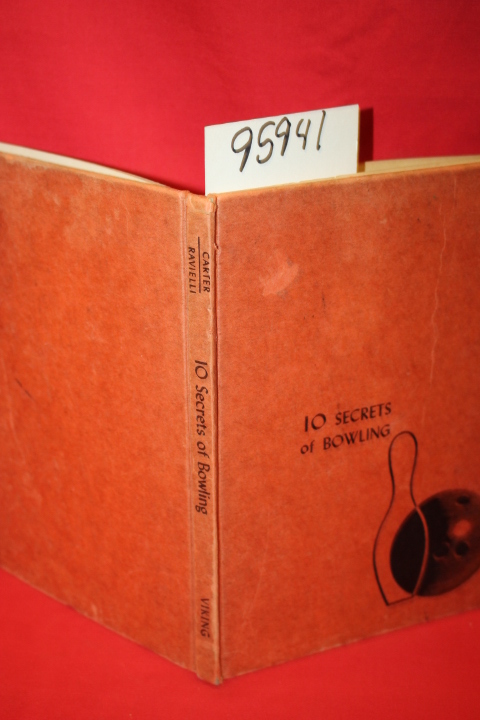 95941
CARTER
RAVIELLI
10 Secrets of Bowling
VIKING
10 SECRETS
of BOWLING